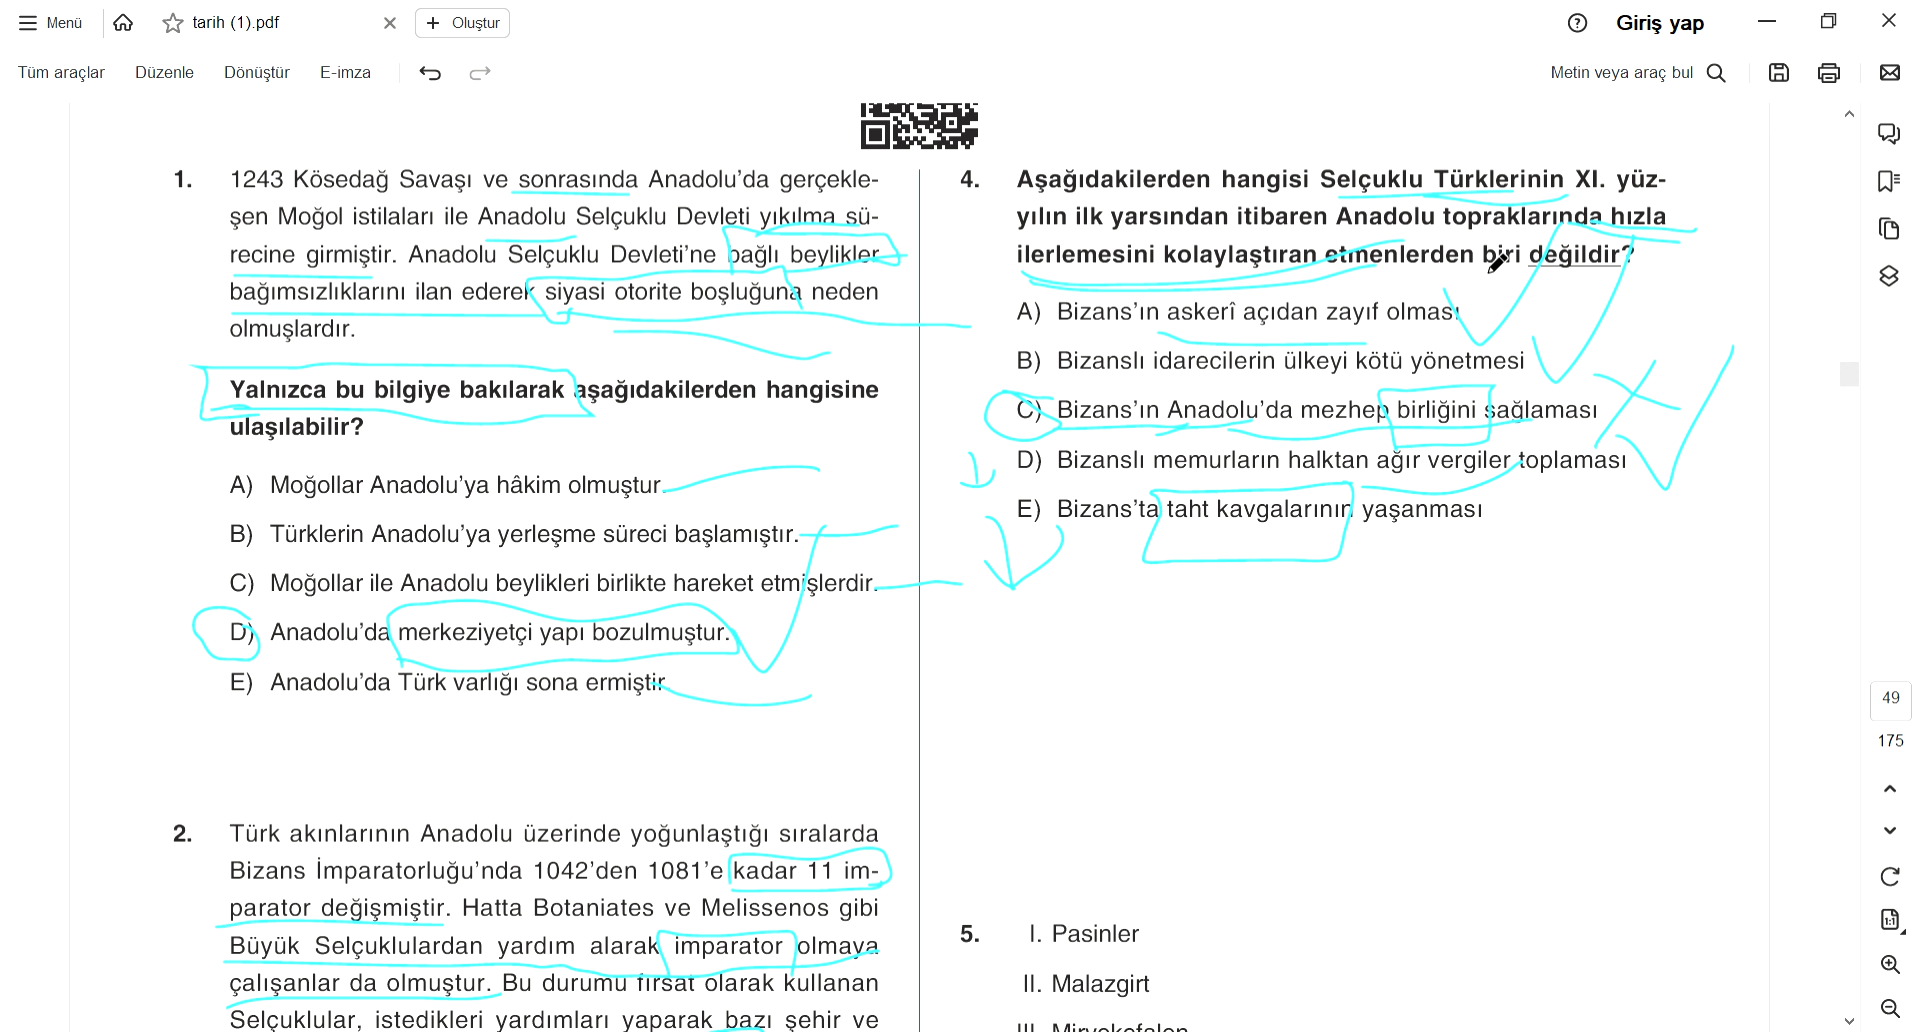 Menü
tarih (1).pdf
Oluştur
Giriş yap
Tüm araçlar
Düzenle
Dönüştür
E-imza
Metin veya araç bul
1. 1243 Kösedağ Savaşı ve sonrasında Anadolu'da gerçekle-
şen Moğol istilaları ile Anadolu Selçuklu Devleti yıkılma sü-
recine girmiştir. Anadolu Selçuklu Devleti'ne bağlı beylikler
bağımsızlıklarını ilan ederek siyasi otorite boşluğuna neden
olmuşlardır.
Yalnızca bu bilgiye bakılarak aşağıdakilerden hangisine
ulaşılabilir?
A) Moğollar Anadolu'ya hâkim olmuştur.
B) Türklerin Anadolu'ya yerleşme süreci başlamıştır.
C) Moğollar ile Anadolu beylikleri birlikte hareket etmişlerdir.
D) Anadolu'da merkeziyetçi yapı bozulmuştur.
E) Anadolu'da Türk varlığı sona ermiştir.
2. Türk akınlarının Anadolu üzerinde yoğunlaştığı sıralarda
Bizans İmparatorluğu'nda 1042'den 1081'e kadar 11 im-
parator değişmiştir. Hatta Botaniates ve Melissenos gibi
Büyük Selçuklulardan yardım alarak imparator olmaya
çalışanlar da olmuştur. Bu durumu fırsat olarak kullanan
Selçuklular, istedikleri yardımları yaparak bazı şehir ve
4. Aşağıdakilerden hangisi Selçuklu Türklerinin XI. yüz-
yılın ilk yarsından itibaren Anadolu topraklarında hızla
ilerlemesini kolaylaştıran etmenlerden biri değildir?
A) Bizans'ın askerî açıdan zayıf olması
B) Bizanslı idarecilerin ülkeyi kötü yönetmesi
C) Bizans'ın Anadolu'da mezhep birliğini sağlaması
D) Bizanslı memurların halktan ağır vergiler toplaması
E) Bizans'ta taht kavgalarının yaşanması
5. I. Pasinler
II. Malazgirt
III. Miryokefalon
49
175